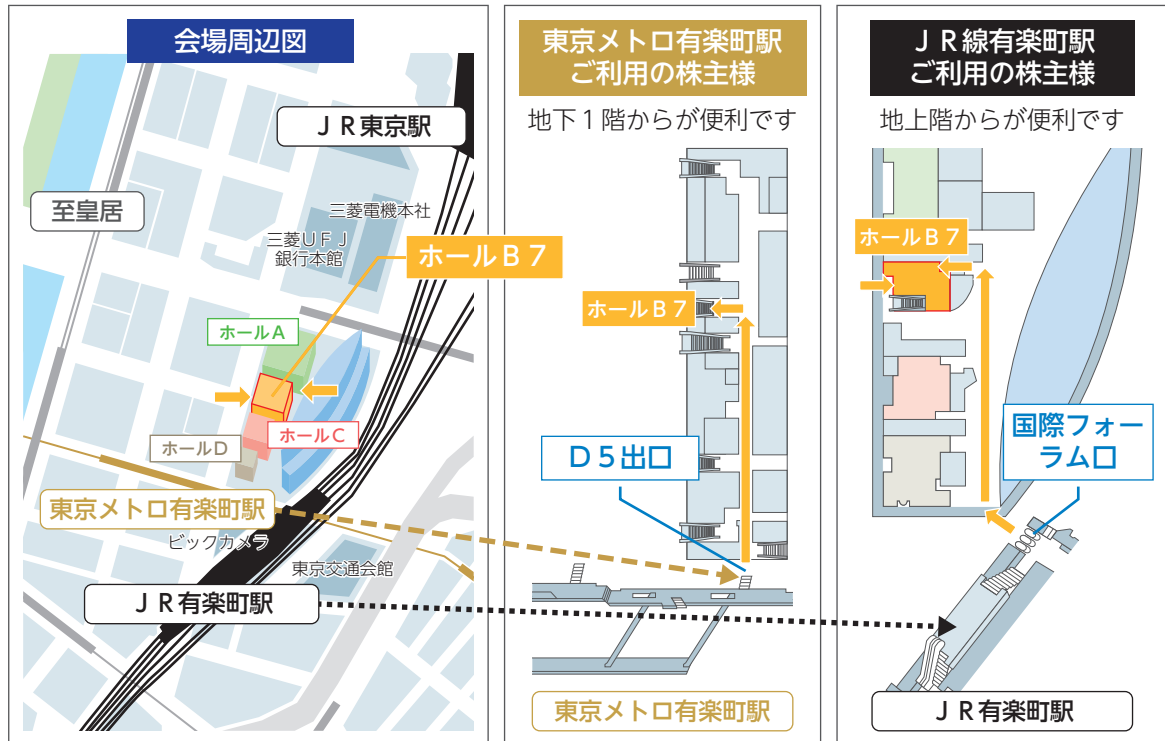 会場周辺図
ＪＲ東京駅
至皇居
三菱電機本社
三菱ＵＦＪ
銀行本館
ホールＢ７
ホールＡ
ホールＣ
ホールＤ
東京メトロ有楽町駅
ビックカメラ
東京交通会館
ＪＲ有楽町駅
東京メトロ有楽町駅
ご利用の株主様
地下１階からが便利です
ホールＢ７
Ｄ５出口
東京メトロ有楽町駅
ＪＲ線有楽町駅
ご利用の株主様
地上階からが便利です
ホールＢ７
国際フォー
ラム口
ＪＲ有楽町駅